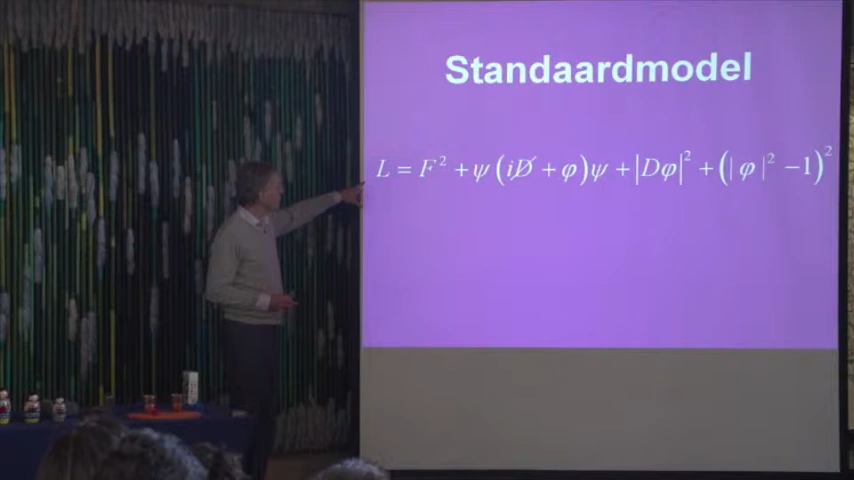 Standaardmodel
L = F² + ψ(iD̸ + φ)ψ + |Dφ|² + (|φ|² −1)²